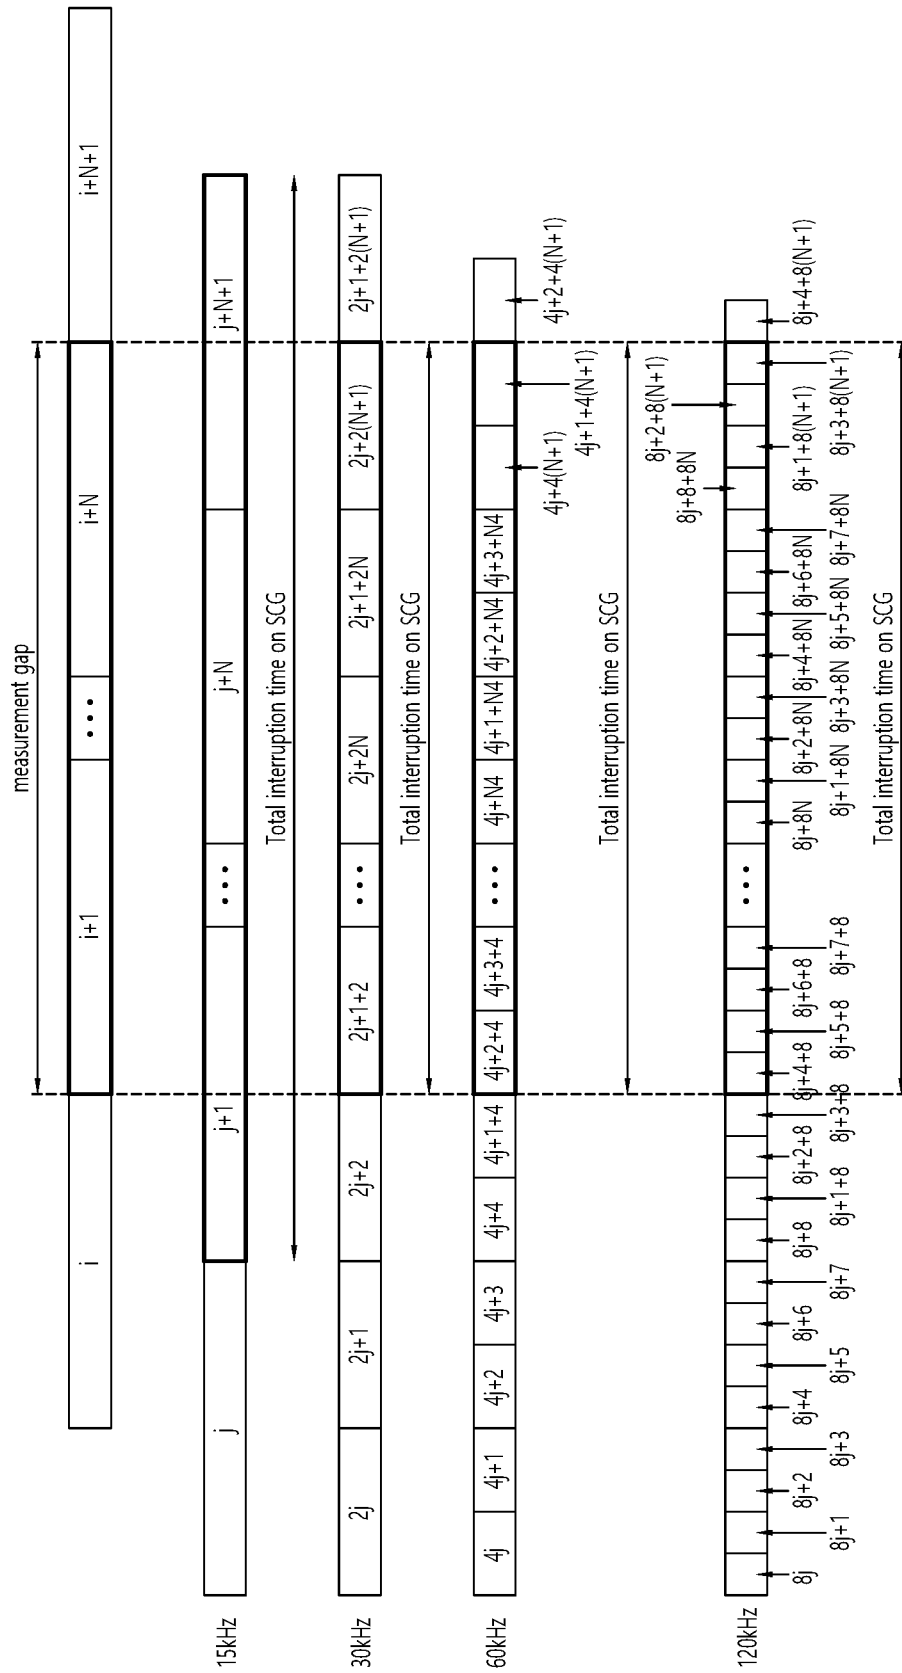 measurement gap
i
i+1
•••
i+N
i+N+1
15kHz
j
j+1
•••
j+N
j+N+1
Total interruption time on SCG
30kHz
2j
2j+1
2j+2
2j+1+2
•••
2j+2N
2j+1+2N
2j+2(N+1)
2j+1+2(N+1)
Total interruption time on SCG
60kHz
4j
4j+1
4j+2
4j+3
4j+4
4j+1+4
4j+2+4
4j+3+4
•••
4j+N4
4j+1+N4
4j+2+N4
4j+3+N4
4j+4(N+1)
4j+1+4(N+1)
4j+2+4(N+1)
Total interruption time on SCG
120kHz
8j
8j+1
8j+2
8j+3
8j+4
8j+5
8j+6
8j+7
8j+8
8j+1+8
8j+2+8
8j+3+8
8j+4+8
8j+5+8
8j+6+8
8j+7+8
•••
8j+8N
8j+1+8N
8j+2+8N
8j+3+8N
8j+4+8N
8j+5+8N
8j+6+8N
8j+7+8N
8j+8+8N
8j+1+8(N+1)
8j+2+8(N+1)
8j+3+8(N+1)
8j+4+8(N+1)
Total interruption time on SCG